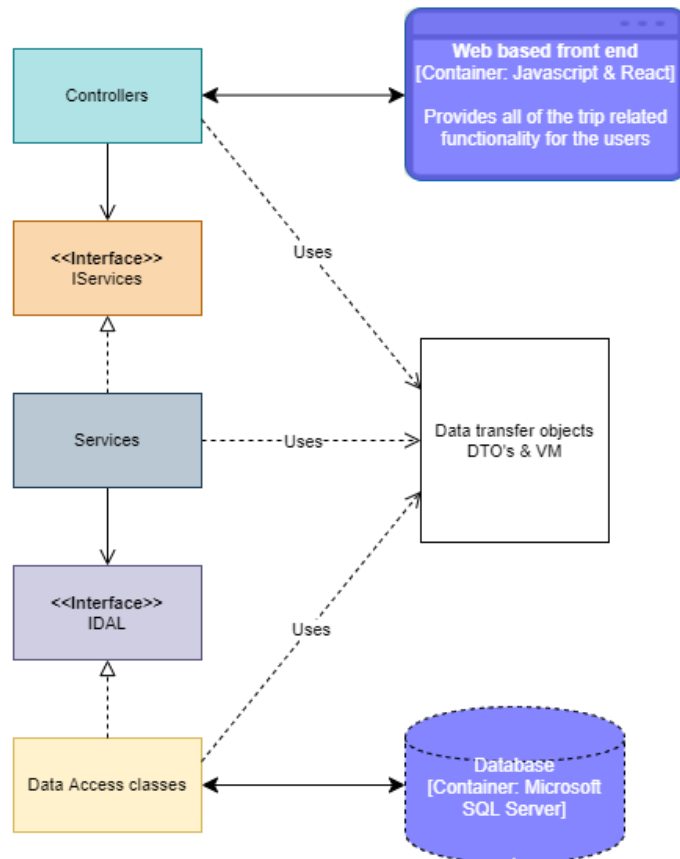 Web based front end
[Container: Javascript & React]
Provides all of the trip related
functionality for the users
Controllers
<<Interface>>
IServices
Uses
Services
Uses
Data transfer objects
DTO's & VM
<<Interface>>
IDAL
Uses
Data Access classes
Database
[Container: Microsoft
SQL Server]